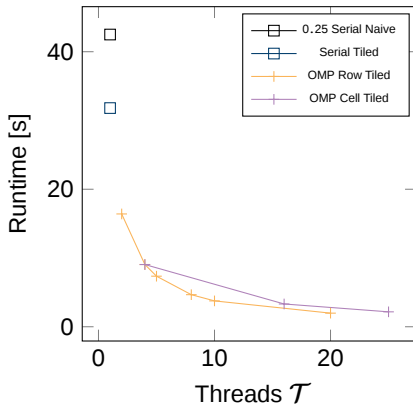 0.25 Serial Naive
Serial Tiled
OMP Row Tiled
OMP Cell Tiled
40
20
0
Runtime [s]
0 10 20
Threads 𝒯